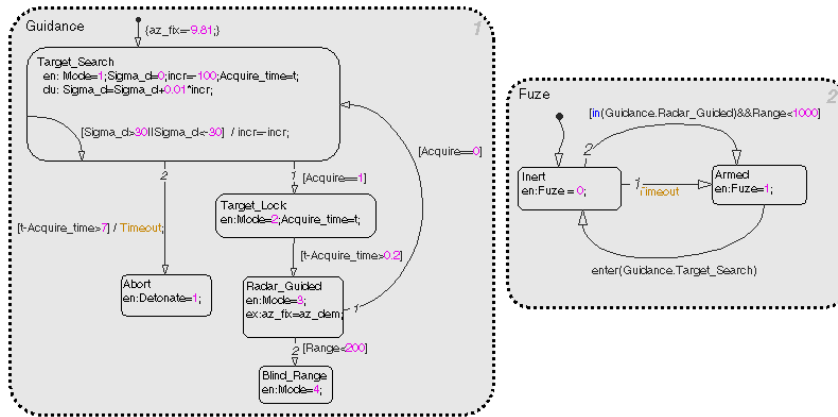 Guidance
1
{az_fix=-9.81;}
Target_Search
en: Mode=1;Sigma_d=0;incr=-100;Acquire_time=t;
du: Sigma_d=Sigma_d+0.01*incr;
[Sigma_d>30||Sigma_d<-30] / incr=-incr;
2
1
[Acquire==0]
[Acquire==1]
Target_Lock
en:Mode=2;Acquire_time=t;
[t-Acquire_time>7] / Timeout;
[t-Acquire_time>0.2]
Abort
en:Detonate=1;
Radar_Guided
en:Mode=3;
ex:az_fix=az_dem;
1
2
[Range<200]
Blind_Range
en:Mode=4;
Fuze
2
[in(Guidance.Radar_Guided)&&Range<1000]
2
Inert
en:Fuze = 0;
1
Timeout
Armed
en:Fuze=1;
enter(Guidance.Target_Search)